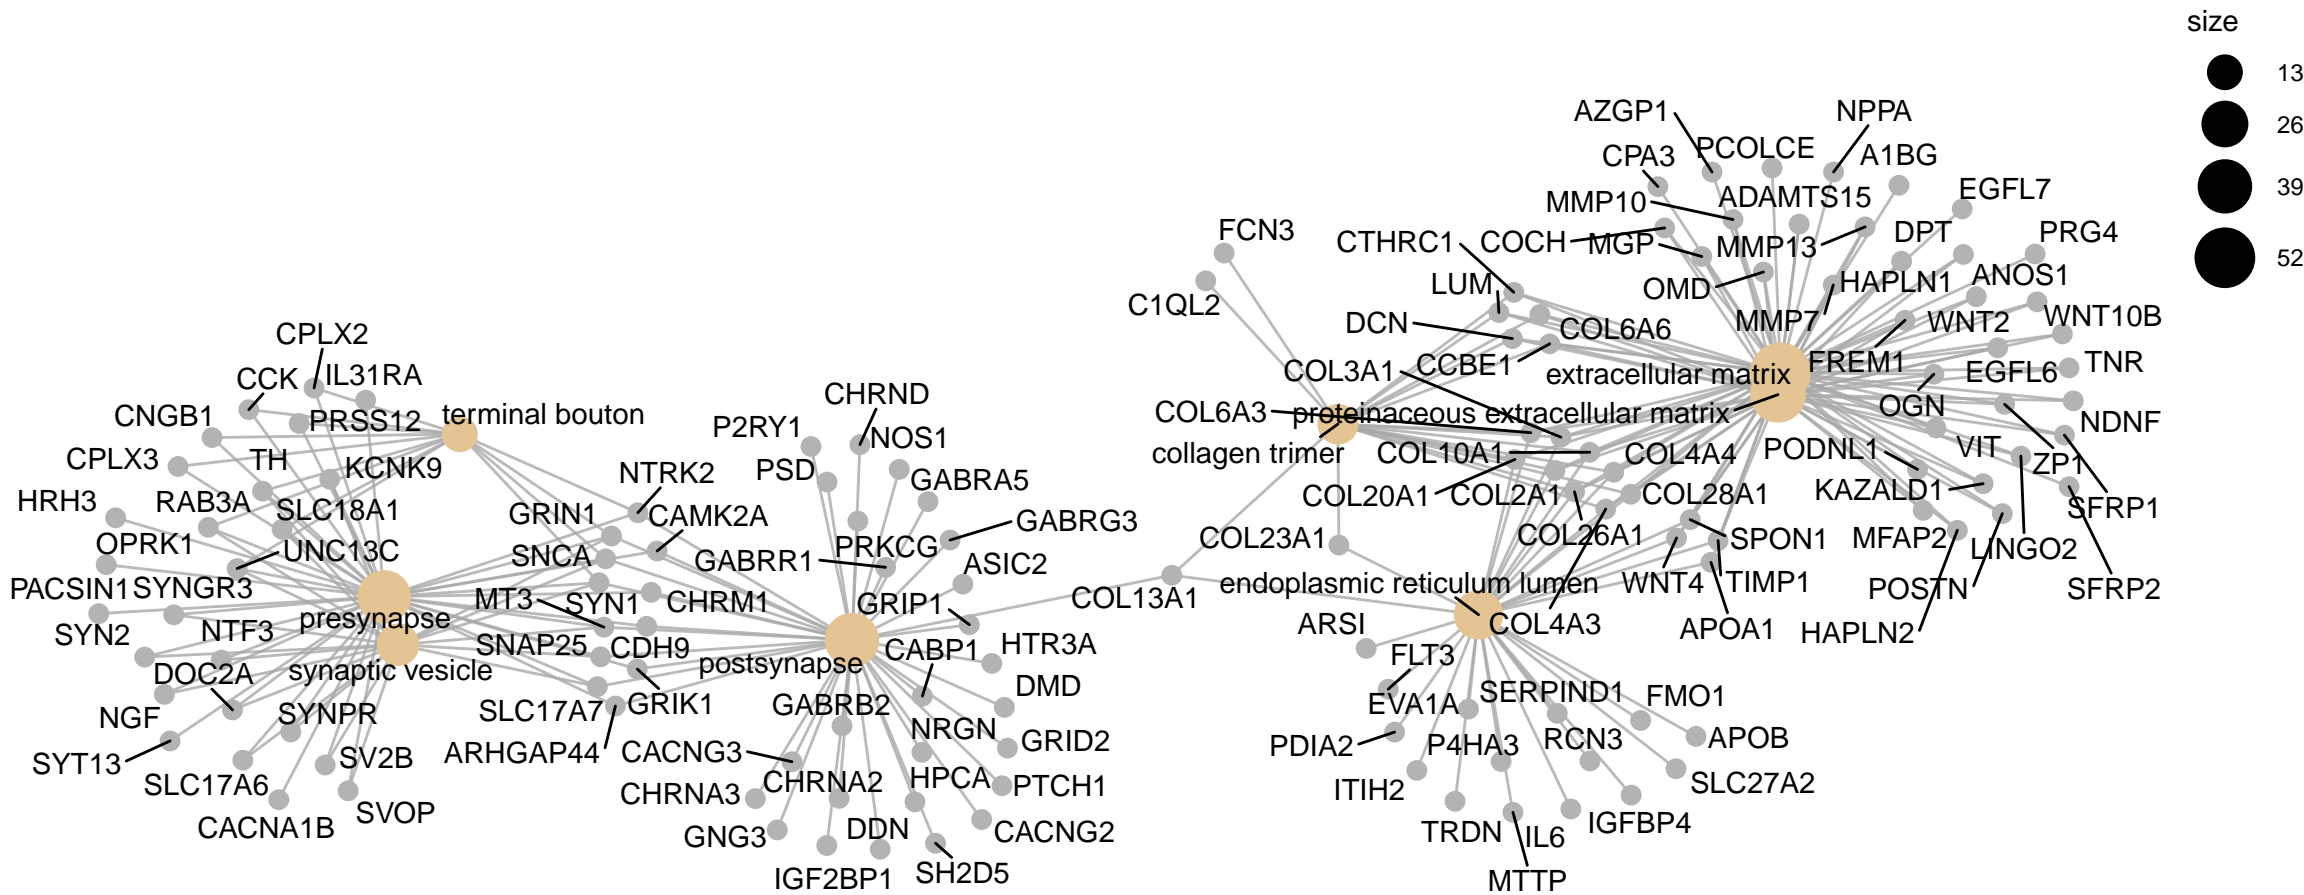 size
13
26
39
52
AZGP1
NPPA
CPA3
PCOLCE
A1BG
MMP10
ADAMTS15
EGFL7
FCN3
CTHRC1
COCH
MGP
MMP13
DPT
PRG4
C1QL2
LUM
OMD
HAPLN1
ANOS1
DCN
COL6A6
MMP7
WNT2
WNT10B
CCBE1
COL3A1
extracellular matrix
FREM1
EGFL6
TNR
COL6A3
proteinaceous extracellular matrix
OGN
NDNF
collagen trimer
COL10A1
COL4A4
PODNL1
VIT
ZP1
COL20A1
COL2A1
COL28A1
KAZALD1
SFRP1
COL23A1
COL26A1
SPON1
MFAP2
LINGO2
endoplasmic reticulum lumen
WNT4
TIMP1
POSTN
SFRP2
COL13A1
ARSI
COL4A3
APOA1
HAPLN2
FLT3
EVA1A
SERPIND1
FMO1
PDIA2
P4HA3
RCN3
APOB
ITIH2
SLC27A2
TRDN
IL6
IGFBP4
MTTP
CPLX2
CCK
IL31RA
CNGB1
PRSS12
terminal bouton
CPLX3
TH
KCNK9
HRH3
RAB3A
SLC18A1
OPRK1
UNC13C
PACSIN1
SYNGR3
SYN2
NTF3
presynapse
DOC2A
synaptic vesicle
NGF
SYNPR
SYT13
SV2B
SLC17A6
SVOP
CACNA1B
NTRK2
GRIN1
CAMK2A
SNCA
MT3
SYN1
CHRM1
SNAP25
CDH9
SLC17A7
GRIK1
ARHGAP44
CHRND
P2RY1
NOS1
PSD
GABRA5
GABRG3
PRKCG
GABRR1
ASIC2
GRIP1
postsynapse
CABP1
HTR3A
DMD
GABRB2
NRGN
GRID2
CACNG3
CHRNA2
HPCA
PTCH1
CHRNA3
GNG3
DDN
CACNG2
IGF2BP1
SH2D5